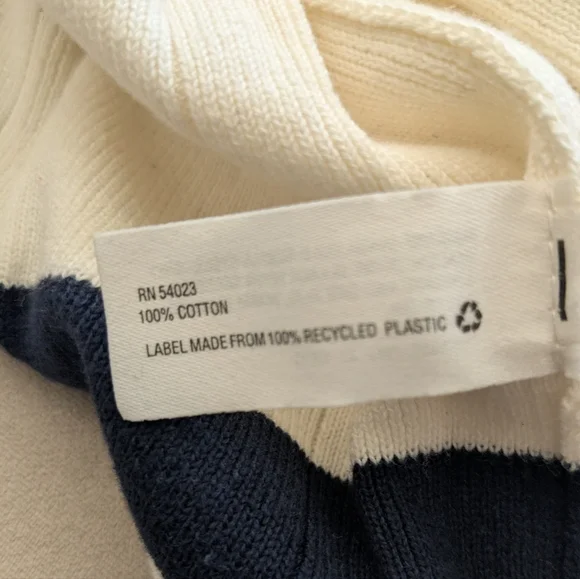 RN 54023
100% COTTON
LABEL MADE FROM 100% RECYCLED PLASTIC